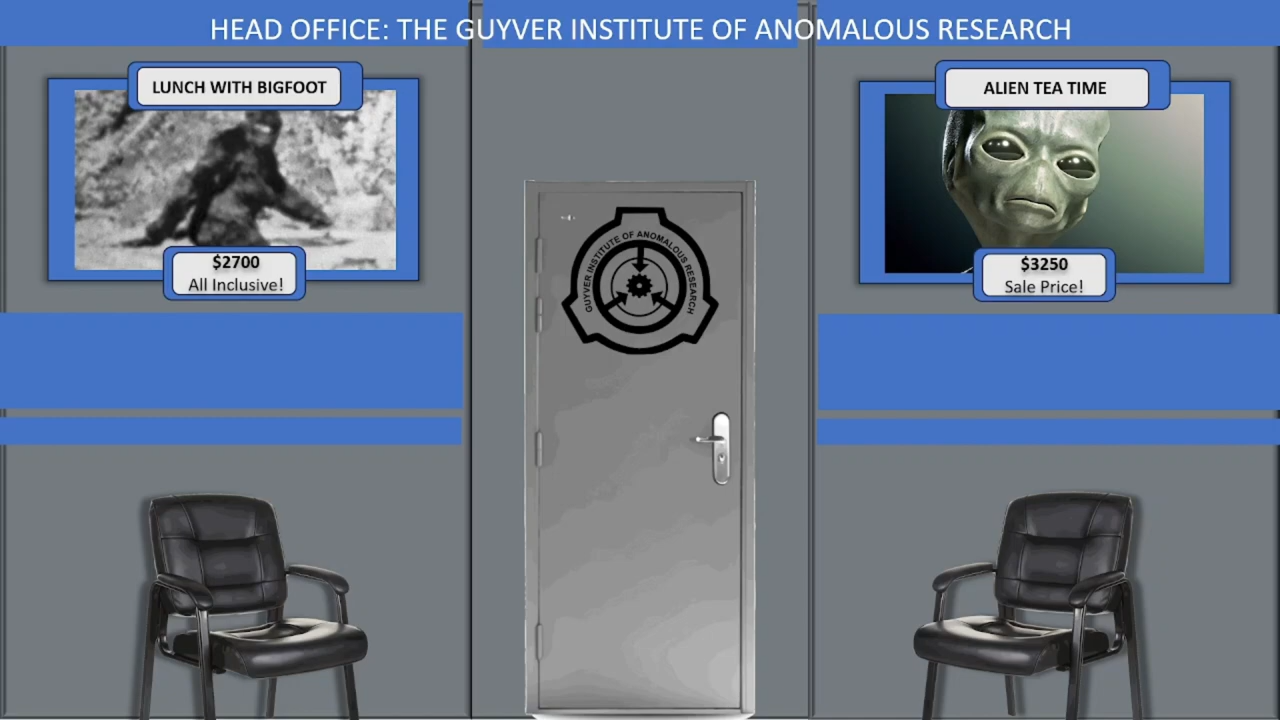 HEAD OFFICE: THE GUYVER INSTITUTE OF ANOMALOUS RESEARCH
LUNCH WITH BIGFOOT
$2700
All Inclusive!
ALIEN TEA TIME
$3250
Sale Price!
GUYVER INSTITUTE OF ANOMALOUS RESEARCH